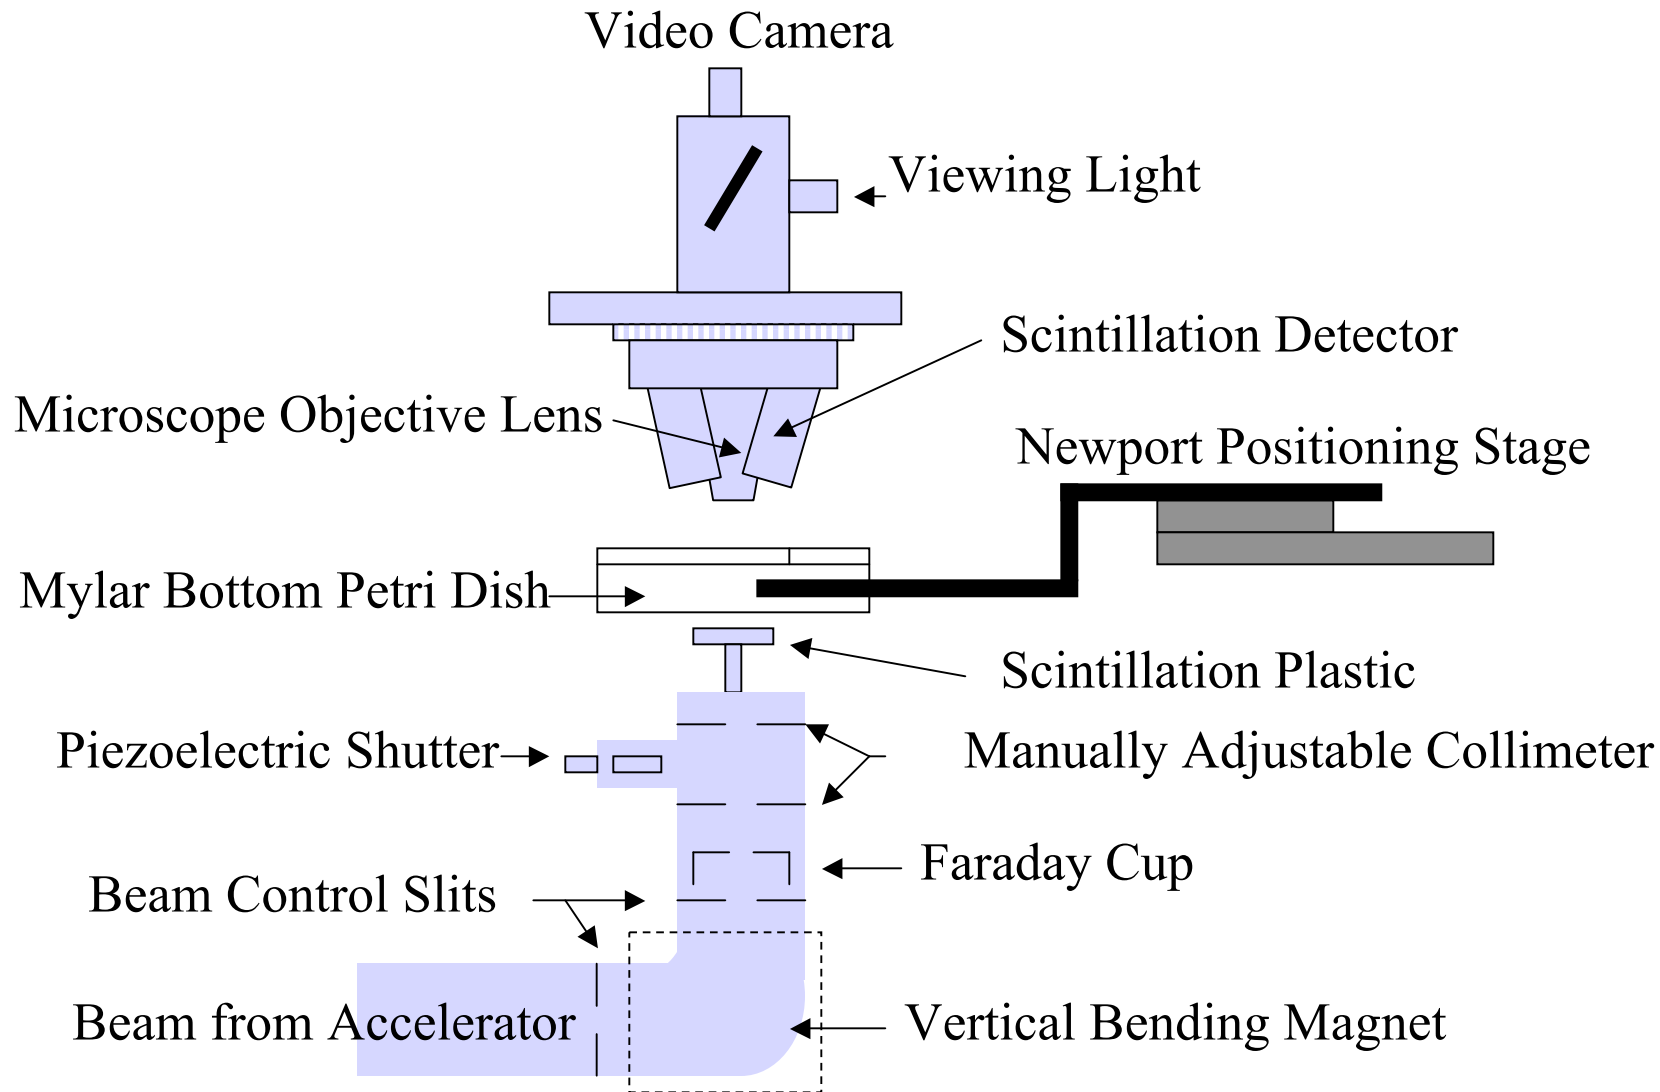 Video Camera
Viewing Light
Scintillation Detector
Microscope Objective Lens
Newport Positioning Stage
Mylar Bottom Petri Dish
Scintillation Plastic
Piezoelectric Shutter
Manually Adjustable Collimeter
Faraday Cup
Beam Control Slits
Beam from Accelerator
Vertical Bending Magnet